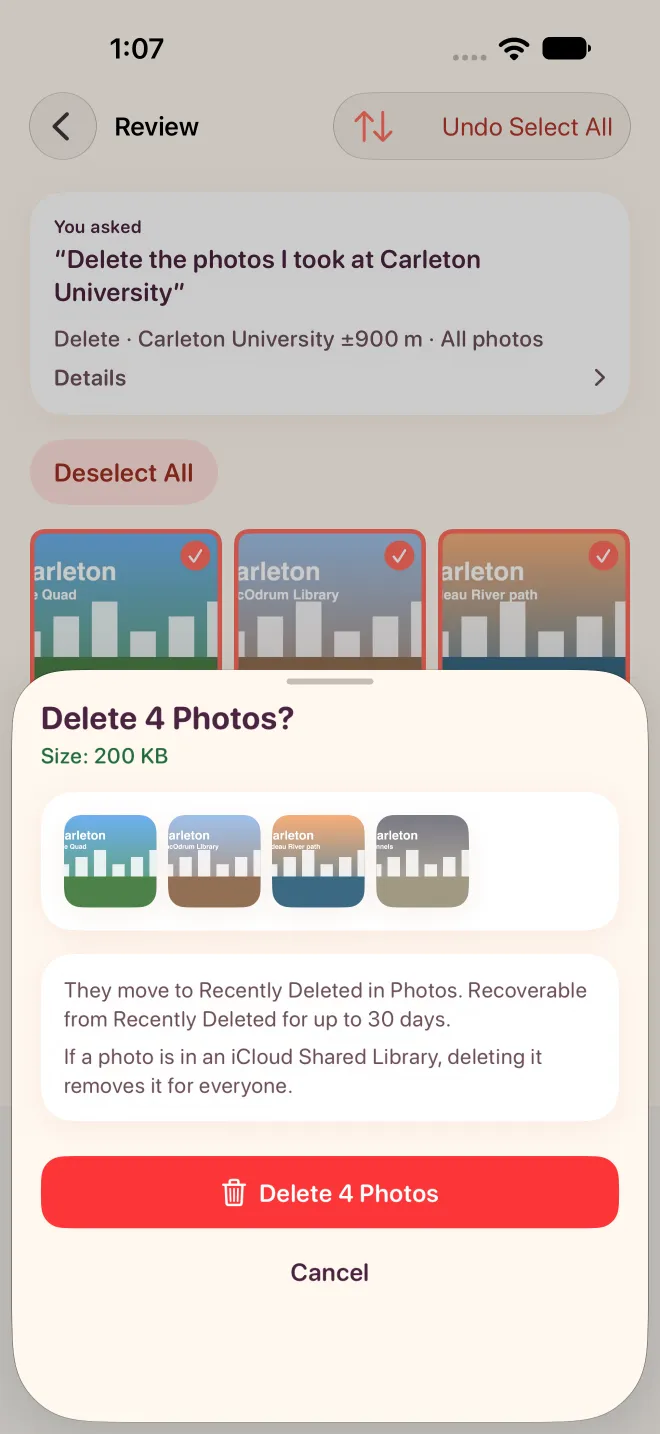 1:07
Review
Undo Select All
You asked
“Delete the photos I took at Carleton
University”
Delete · Carleton University ±900 m · All photos
Details
Deselect All
arleton
e Quad
arleton
cOdrum Library
arleton
eau River path
Delete 4 Photos?
Size: 200 KB
arleton
e Quad
arleton
cOdrum Library
arleton
deau River path
arleton
nnels
They move to Recently Deleted in Photos. Recoverable
from Recently Deleted for up to 30 days.
If a photo is in an iCloud Shared Library, deleting it
removes it for everyone.
Delete 4 Photos
Cancel